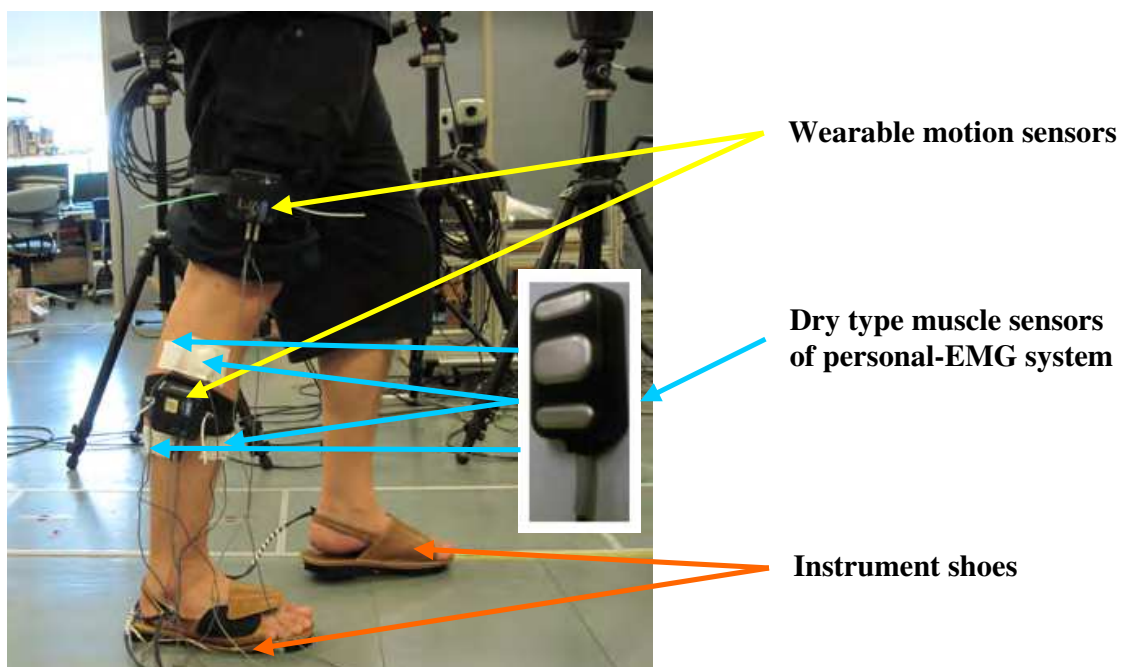 Wearable motion sensors
Dry type muscle sensors
of personal-EMG system
Instrument shoes